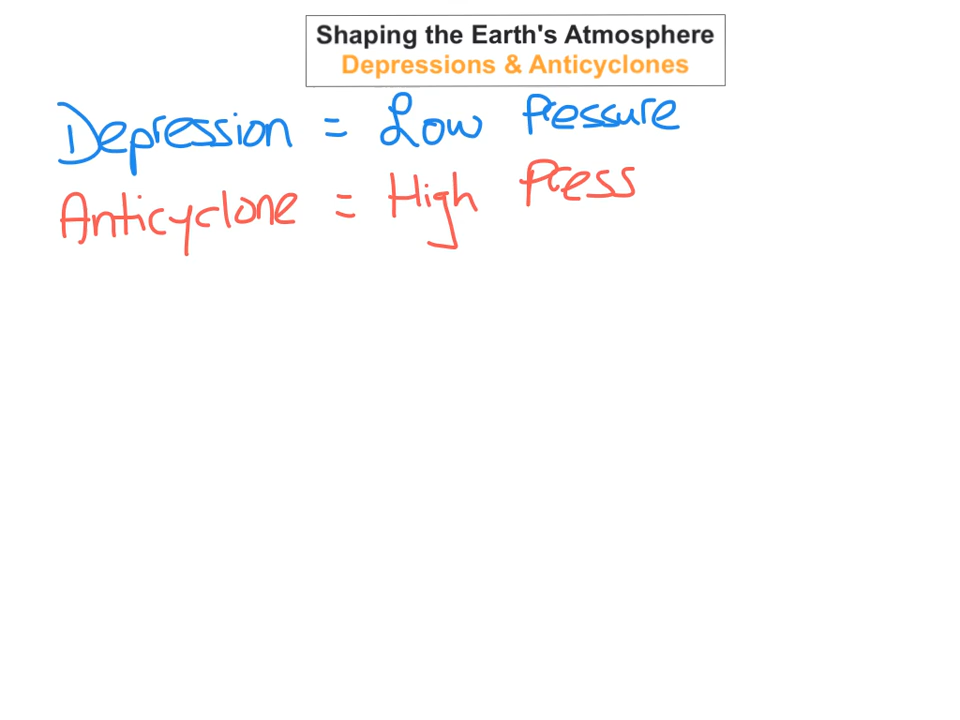 Shaping the Earth's Atmosphere
Depressions & Anticyclones
Depression = Low Pressure
Anticyclone = High Press